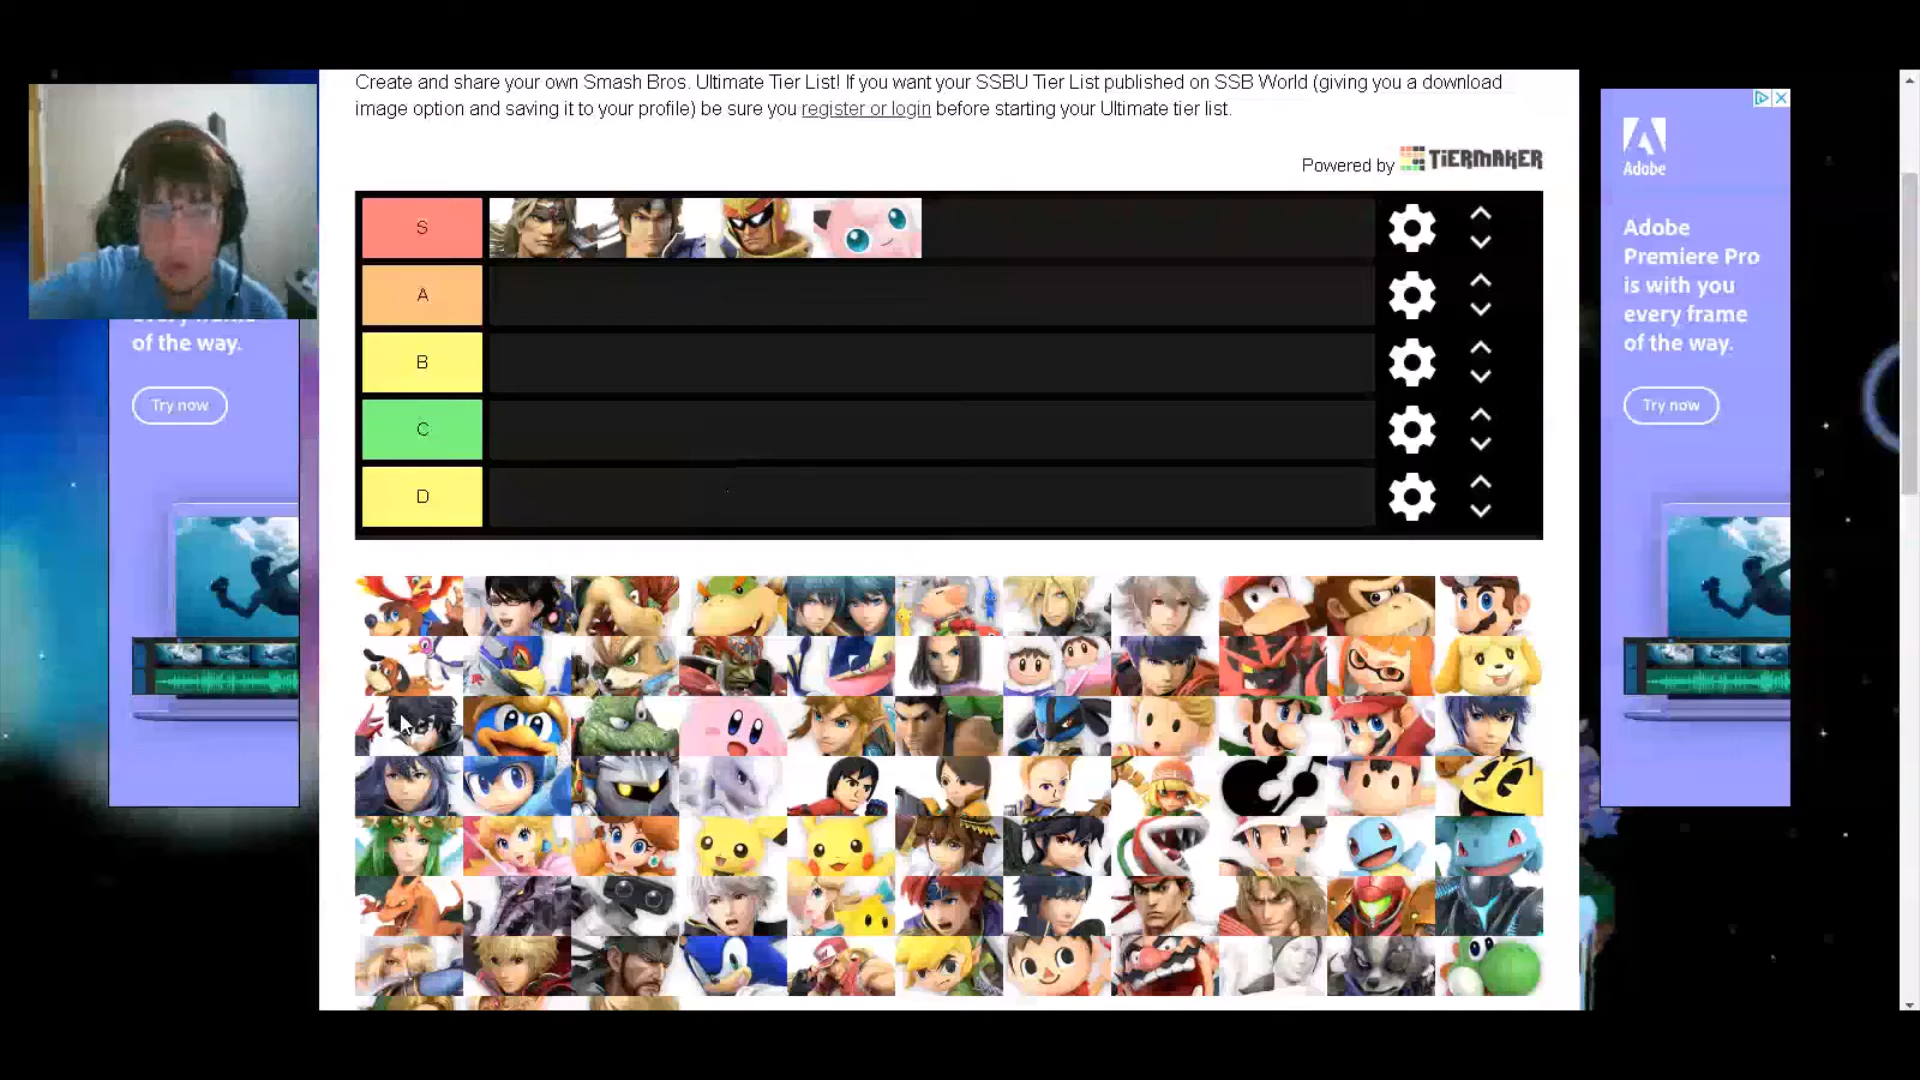 Create and share your own Smash Bros. Ultimate Tier List! If you want your SSBU Tier List published on SSB World (giving you a download
image option and saving it to your profile) be sure you register or login before starting your Ultimate tier list.
Powered by TiERMAKER
S
A
B
C
D
of the way.
Try now
Adobe
Adobe
Premiere Pro
is with you
every frame
of the way.
Try now